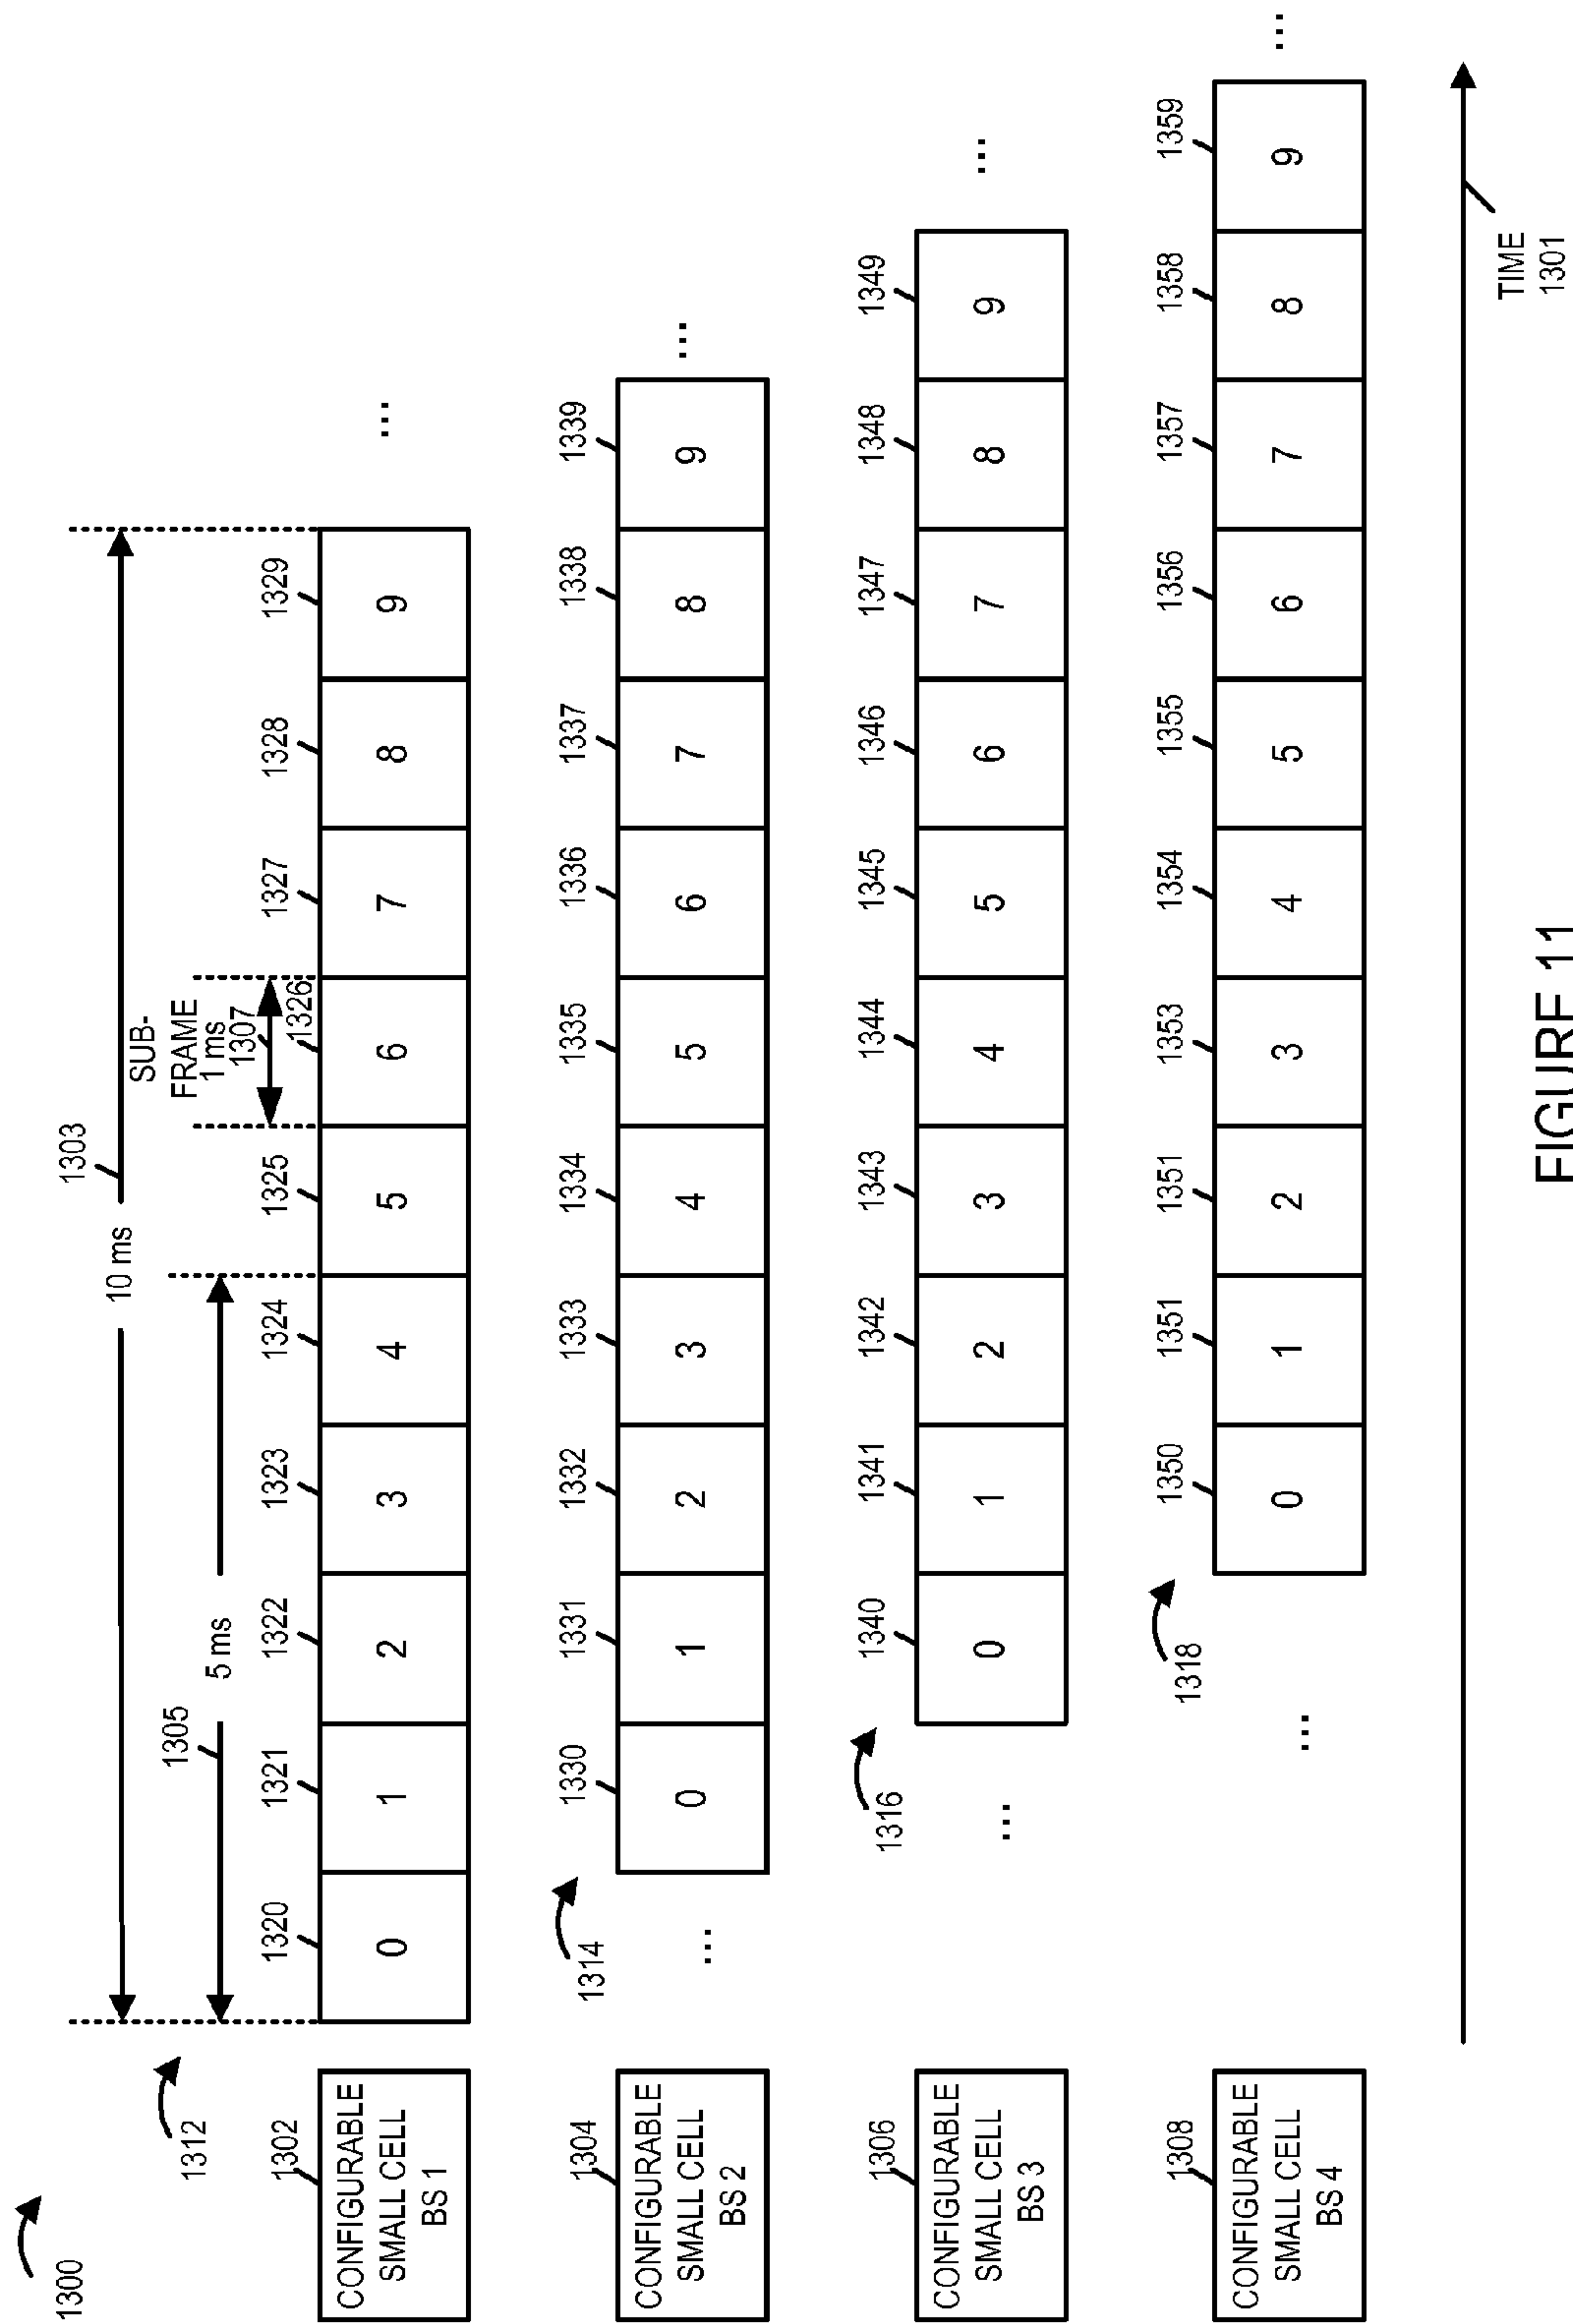 1300
1303
10 ms
1305
5 ms
SUB-
FRAME
1 ms
1307
1312
1302
CONFIGURABLE
SMALL CELL
BS 1
1320 1321 1322 1323 1324 1325 1326 1327 1328 1329
0 1 2 3 4 5 6 7 8 9 ...
1314
1304
CONFIGURABLE
SMALL CELL
BS 2
1330 1331 1332 1333 1334 1335 1336 1337 1338 1339
... 0 1 2 3 4 5 6 7 8 9 ...
1316
1306
CONFIGURABLE
SMALL CELL
BS 3
1340 1341 1342 1343 1344 1345 1346 1347 1348 1349
... 0 1 2 3 4 5 6 7 8 9 ...
1318
1308
CONFIGURABLE
SMALL CELL
BS 4
1350 1351 1351 1353 1354 1355 1356 1357 1358 1359
... 0 1 2 3 4 5 6 7 8 9 ...
TIME
1301
FIGURE 11